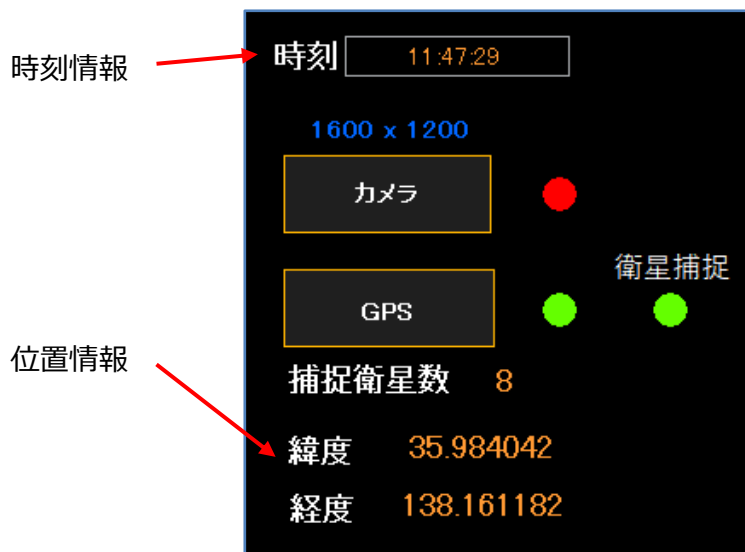 時刻情報
時刻 11:47:29
1600 x 1200
カメラ
衛星捕捉
GPS
位置情報
捕捉衛星数 8
緯度 35.984042
経度 138.161182